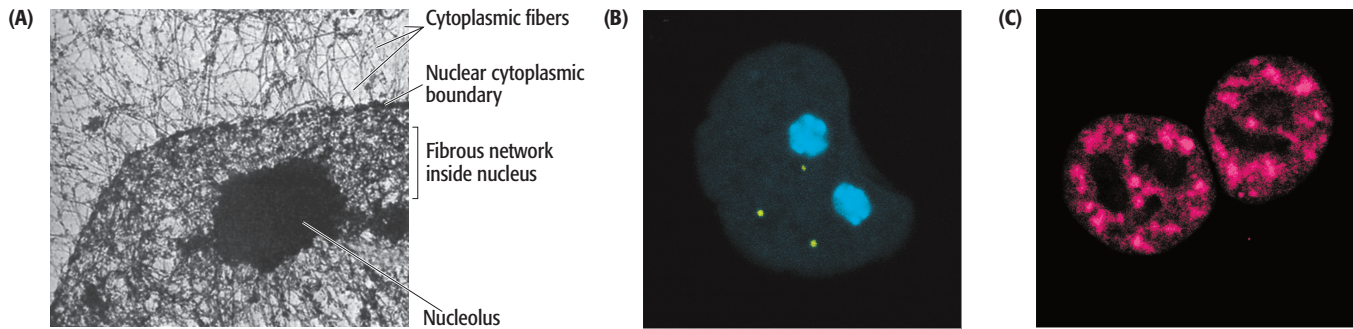 (A)
Cytoplasmic fibers
Nuclear cytoplasmic
boundary
Fibrous network
inside nucleus
Nucleolus
(B)
(C)